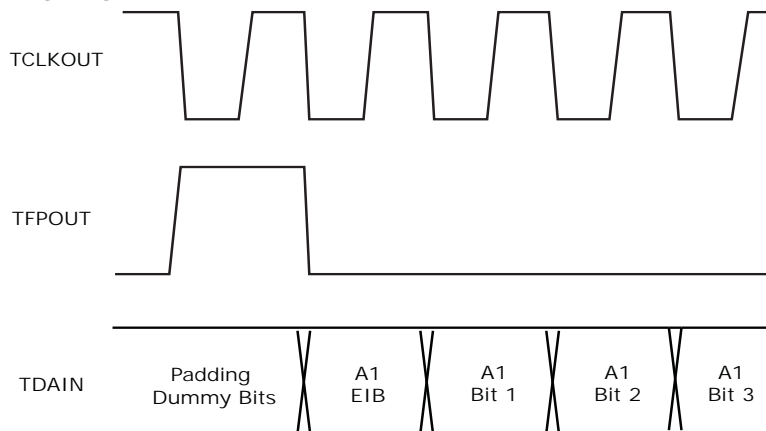 TCLKOUT
TFPOUT
TDAIN
Padding
Dummy Bits
A1
EIB
A1
Bit 1
A1
Bit 2
A1
Bit 3